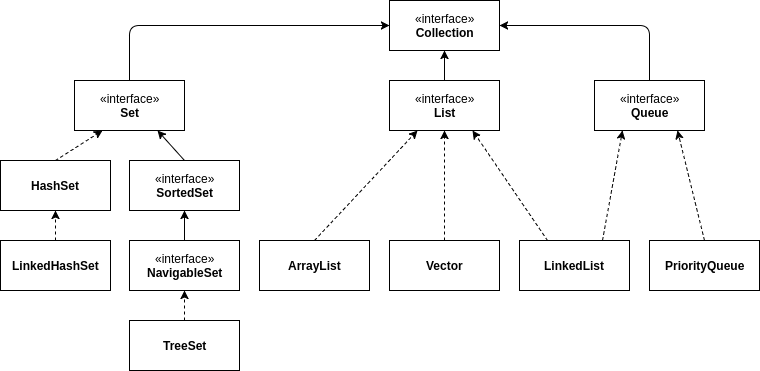 «interface»
Collection
«interface»
Set
«interface»
List
«interface»
Queue
HashSet
«interface»
SortedSet
LinkedHashSet
«interface»
NavigableSet
ArrayList
Vector
LinkedList
PriorityQueue
TreeSet